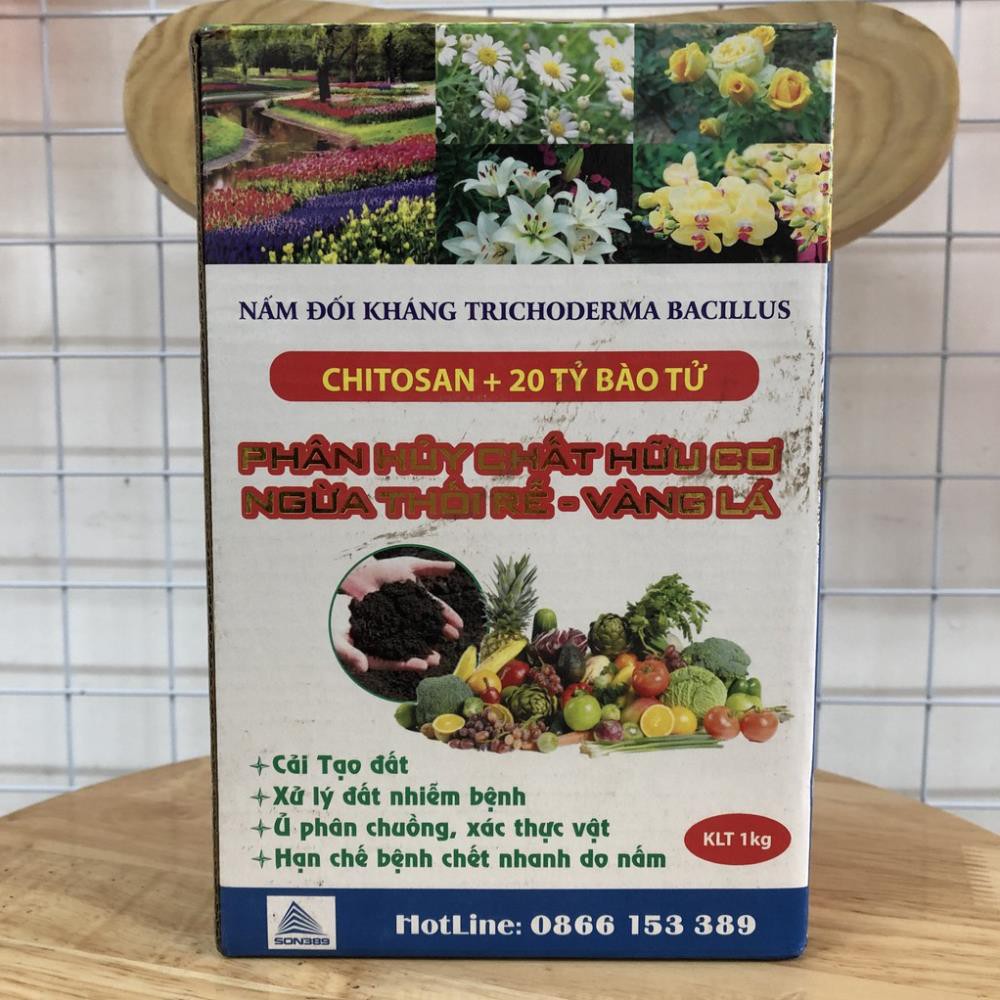 NẤM ĐỐI KHÁNG TRICHODERMA BACILLUS
CHITOSAN + 20 TỶ BÀO TỬ
PHÂN HỦY CHẤT HỮU CƠ
NGỪA THỐI RỄ - VÀNG LÁ
+Cải Tạo đất
+Xử lý đất nhiễm bệnh
+Ủ phân chuồng, xác thực vật
+Hạn chế bệnh chết nhanh do nấm
KLT 1kg
SON389
HotLine: 0866 153 389